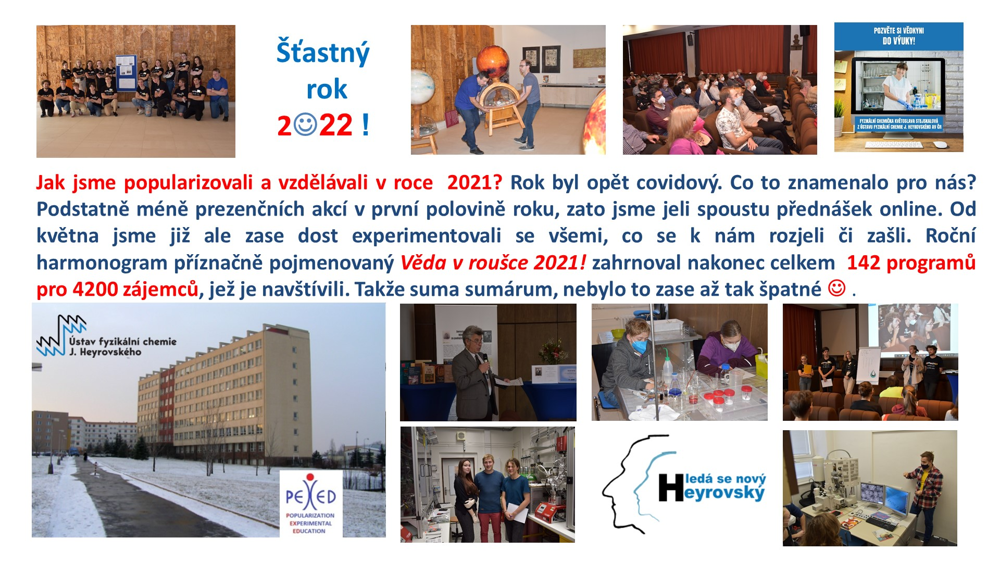 Šťastný
rok
2☺22 !
POZVĚTE SI VĚDKYNI
DO VÝUKY!
FYZIKÁLNÍ CHEMIČKA KVĚTOSLAVA STEJSKALOVÁ
Z ÚSTAVU FYZIKÁLNÍ CHEMIE J. HEYROVSKÉHO AV ČR
Jak jsme popularizovali a vzdělávali v roce 2021? Rok byl opět covidový. Co to znamenalo pro nás?
Podstatně méně prezenčních akcí v první polovině roku, zato jsme jeli spoustu přednášek online. Od
května jsme již ale zase dost experimentovali se všemi, co se k nám rozjeli či zašli. Roční
harmonogram příznačně pojmenovaný Věda v roušce 2021! zahrnoval nakonec celkem 142 programů
pro 4200 zájemců, jež je navštívili. Takže suma sumárum, nebylo to zase až tak špatné ☺ .
Ústav fyzikální chemie
J. Heyrovského
PEXED
POPULARIZATION
EXPERIMENTAL
EDUCATION
Hledá se nový
Heyrovský